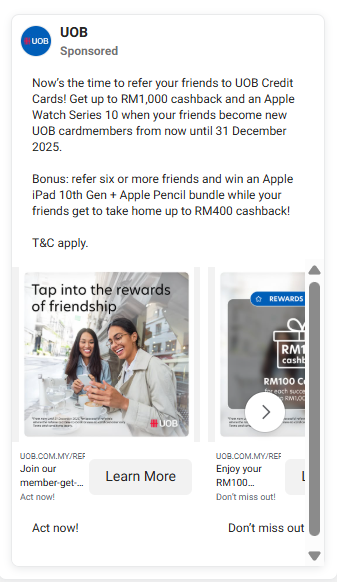 UOB
UOB
Sponsored
Now's the time to refer your friends to UOB Credit
Cards! Get up to RM1,000 cashback and an Apple
Watch Series 10 when your friends become new
UOB cardmembers from now until 31 December
2025.
Bonus: refer six or more friends and win an Apple
iPad 10th Gen + Apple Pencil bundle while your
friends get to take home up to RM400 cashback!
T&C apply.
Tap into the rewards
of friendship
UOB
REWARDS
RM1
cashb
RM100 C
for each succe
UOB.COM.MY/REF
Join our
member-get-...
Act now!
Learn More
UOB.COM.MY/REF
Enjoy your
RM100...
Don't miss out!
L
Act now!
Don't miss out